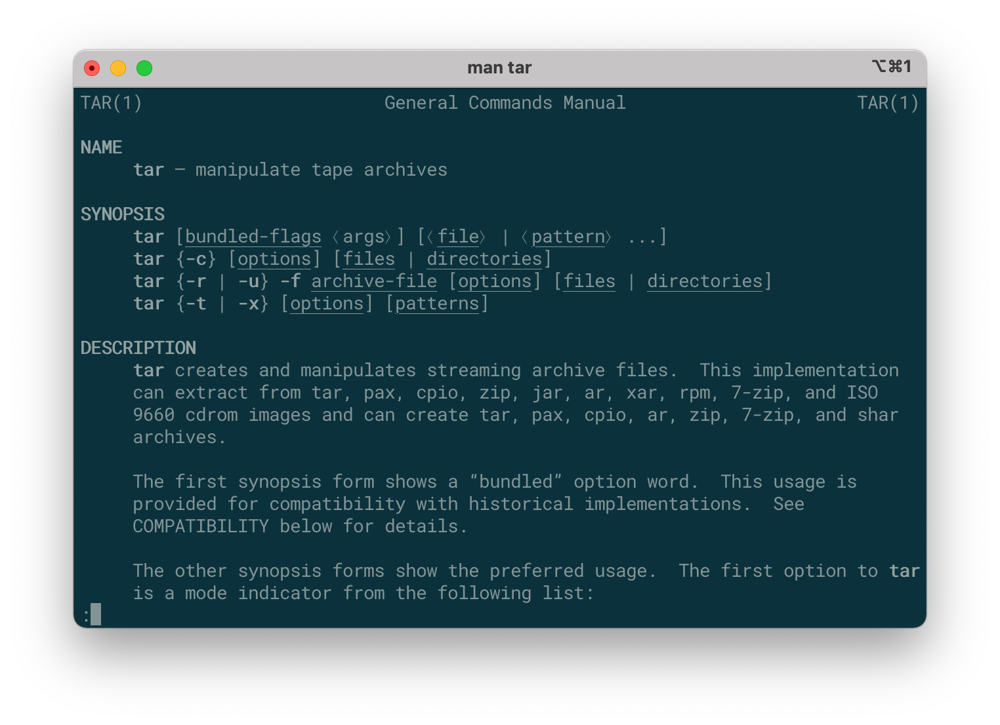 man tar ⌥⌘1
TAR(1) General Commands Manual TAR(1)
NAME
tar – manipulate tape archives
SYNOPSIS
tar [bundled-flags 〈args〉] [〈file〉 | 〈pattern〉 ...]
tar {-c} [options] [files | directories]
tar {-r | -u} -f archive-file [options] [files | directories]
tar {-t | -x} [options] [patterns]
DESCRIPTION
tar creates and manipulates streaming archive files.  This implementation
can extract from tar, pax, cpio, zip, jar, ar, xar, rpm, 7-zip, and ISO
9660 cdrom images and can create tar, pax, cpio, ar, zip, 7-zip, and shar
archives.
The first synopsis form shows a “bundled” option word.  This usage is
provided for compatibility with historical implementations.  See
COMPATIBILITY below for details.
The other synopsis forms show the preferred usage.  The first option to tar
is a mode indicator from the following list:
: